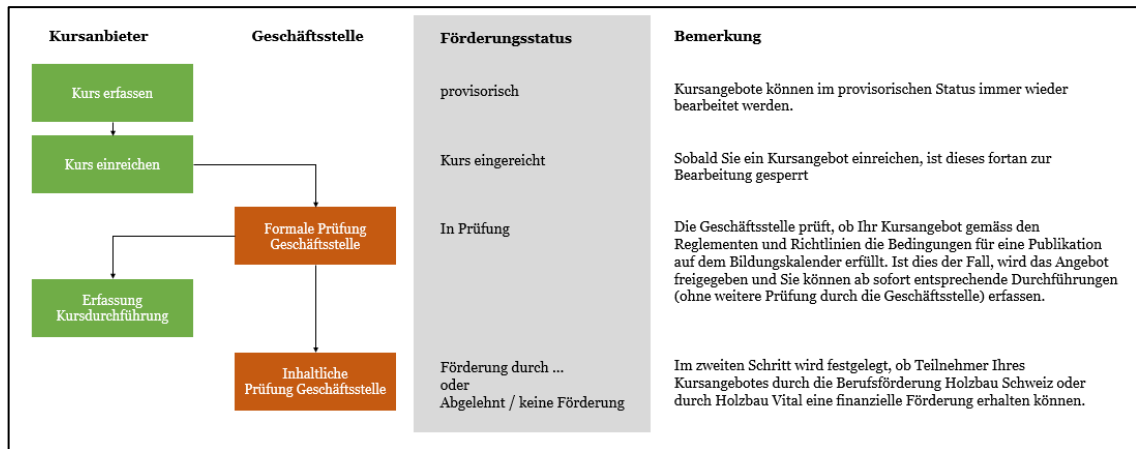 Kursanbieter
Geschäftsstelle
Förderungsstatus
Bemerkung
Kurs erfassen
provisorisch
Kursangebote können im provisorischen Status immer wieder
bearbeitet werden.
Kurs einreichen
Kurs eingereicht
Sobald Sie ein Kursangebot einreichen, ist dieses fortan zur
Bearbeitung gesperrt
Formale Prüfung
Geschäftsstelle
In Prüfung
Die Geschäftsstelle prüft, ob Ihr Kursangebot gemäss den
Reglementen und Richtlinien die Bedingungen für eine Publikation
auf dem Bildungskalender erfüllt. Ist dies der Fall, wird das Angebot
freigegeben und Sie können ab sofort entsprechende Durchführungen
(ohne weitere Prüfung durch die Geschäftsstelle) erfassen.
Erfassung
Kursdurchführung
Inhaltliche
Prüfung Geschäftsstelle
Förderung durch ...
oder
Abgelehnt / keine Förderung
Im zweiten Schritt wird festgelegt, ob Teilnehmer Ihres
Kursangebotes durch die Berufsförderung Holzbau Schweiz oder
durch Holzbau Vital eine finanzielle Förderung erhalten können.